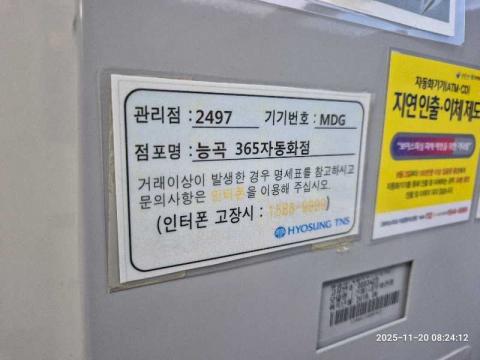 관리점 : 2497 기기번호 : MDG
점포명 : 능곡 365자동화점
거래이상이 발생한 경우 명세표를 참고하시고
문의사항은 인터폰을 이용해 주십시오.
(인터폰 고장시 : 1588-9999)
HYOSUNG TNS
자동화기기(ATM·CD)
지연 인출·이체 제도
2025-11-20 08:24:12